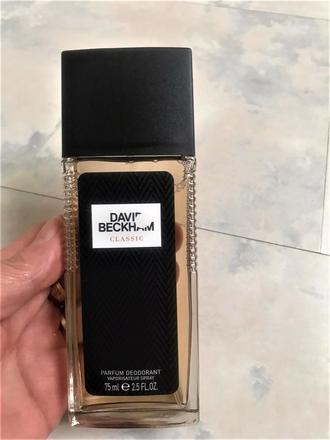 DAVID
BECKHAM
CLASSIC
PARFUM DEODORANT
VAPORISATEUR SPRAY
75 ml ℮ 2.5 FL.OZ.